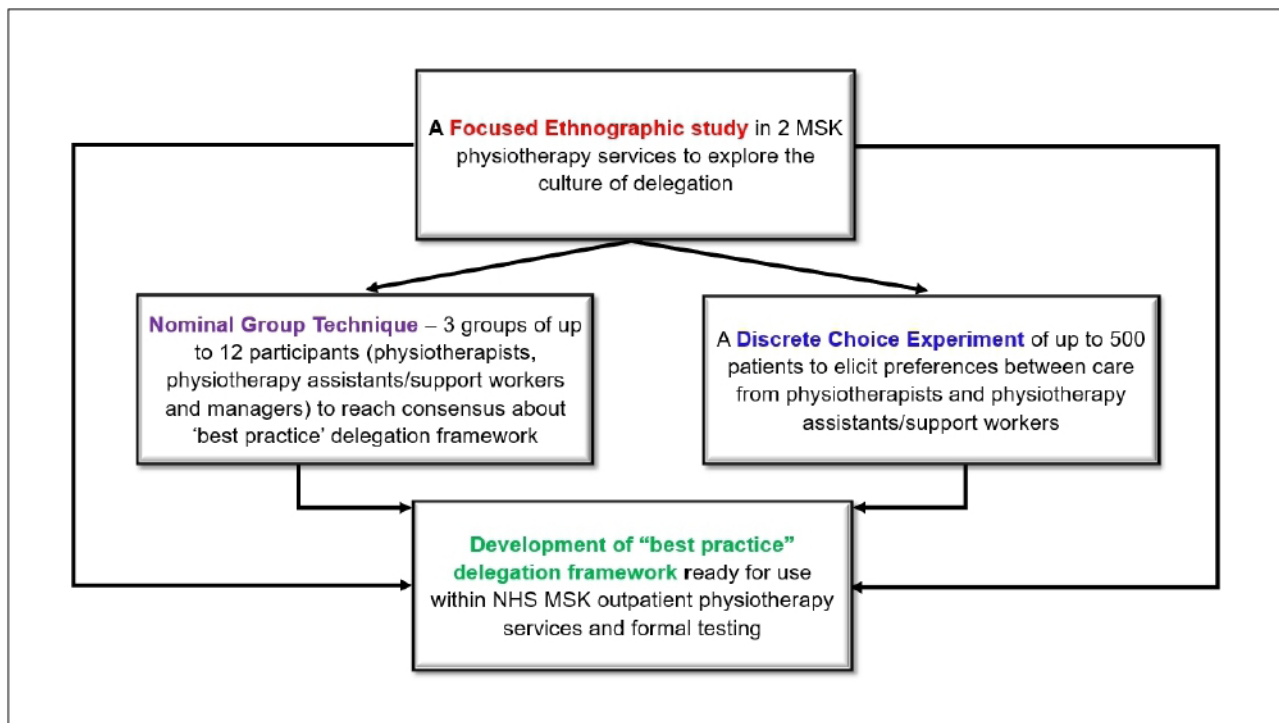 A Focused Ethnographic study in 2 MSK
physiotherapy services to explore the
culture of delegation
Nominal Group Technique – 3 groups of up
to 12 participants (physiotherapists,
physiotherapy assistants/support workers
and managers) to reach consensus about
‘best practice’ delegation framework
A Discrete Choice Experiment of up to 500
patients to elicit preferences between care
from physiotherapists and physiotherapy
assistants/support workers
Development of “best practice”
delegation framework ready for use
within NHS MSK outpatient physiotherapy
services and formal testing